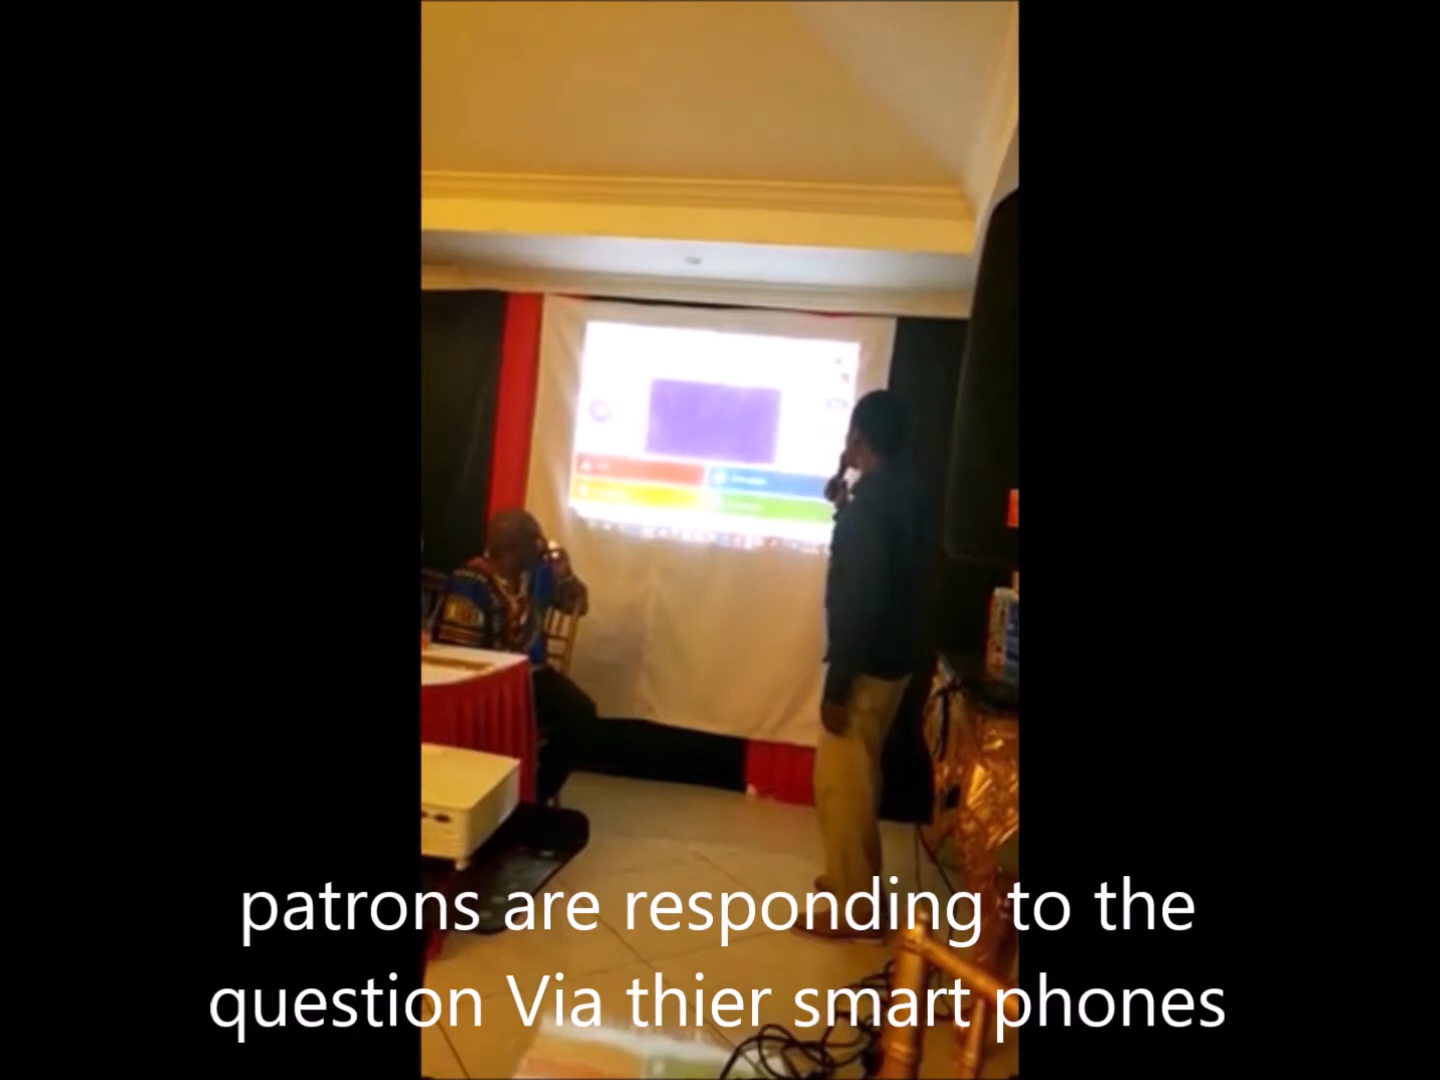 patrons are responding to the
question Via thier smart phones